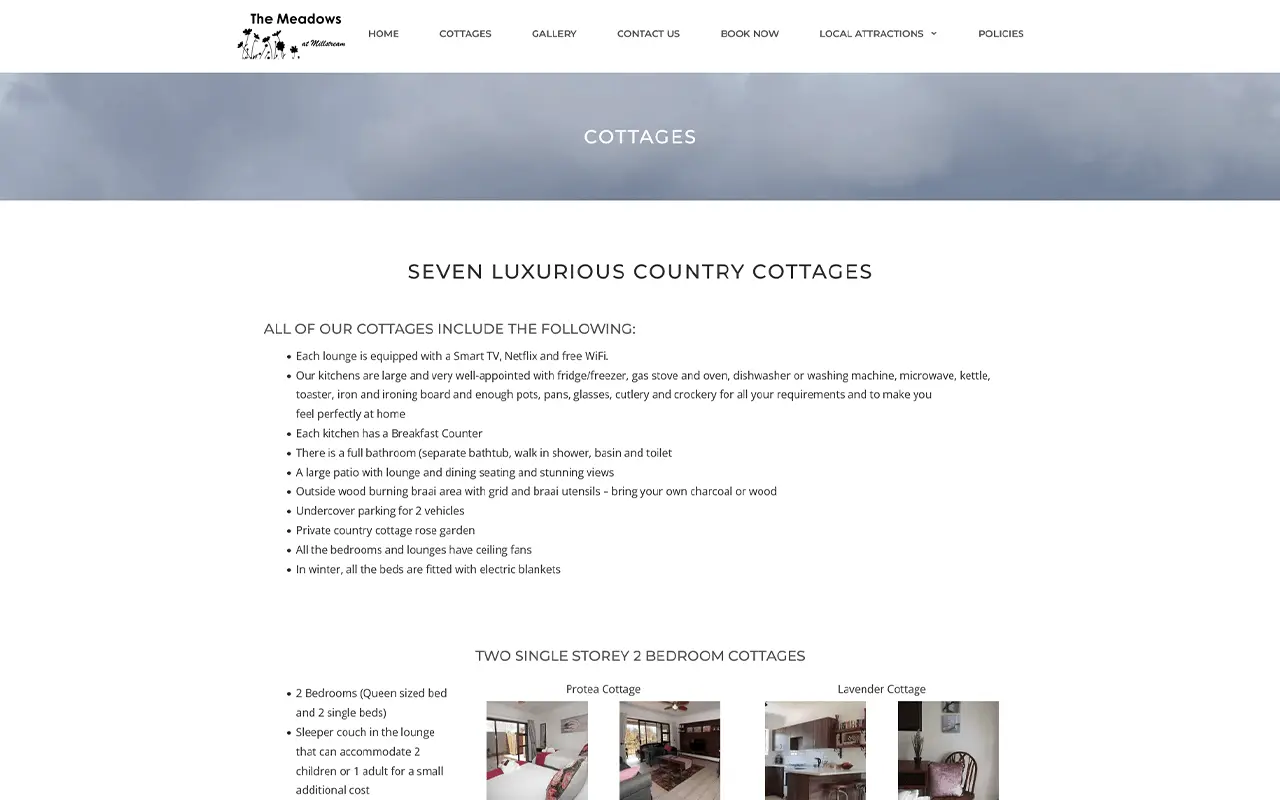 The Meadows
at Millstream
HOME
COTTAGES
GALLERY
CONTACT US
BOOK NOW
LOCAL ATTRACTIONS
POLICIES
COTTAGES
SEVEN LUXURIOUS COUNTRY COTTAGES
ALL OF OUR COTTAGES INCLUDE THE FOLLOWING:
• Each lounge is equipped with a Smart TV, Netflix and free WiFi.
• Our kitchens are large and very well-appointed with fridge/freezer, gas stove and oven, dishwasher or washing machine, microwave, kettle,
toaster, iron and ironing board and enough pots, pans, glasses, cutlery and crockery for all your requirements and to make you
feel perfectly at home
• Each kitchen has a Breakfast Counter
• There is a full bathroom (separate bathtub, walk in shower, basin and toilet
• A large patio with lounge and dining seating and stunning views
• Outside wood burning braai area with grid and braai utensils – bring your own charcoal or wood
• Undercover parking for 2 vehicles
• Private country cottage rose garden
• All the bedrooms and lounges have ceiling fans
• In winter, all the beds are fitted with electric blankets
TWO SINGLE STOREY 2 BEDROOM COTTAGES
• 2 Bedrooms (Queen sized bed
and 2 single beds)
• Sleeper couch in the lounge
that can accommodate 2
children or 1 adult for a small
additional cost
Protea Cottage
Lavender Cottage